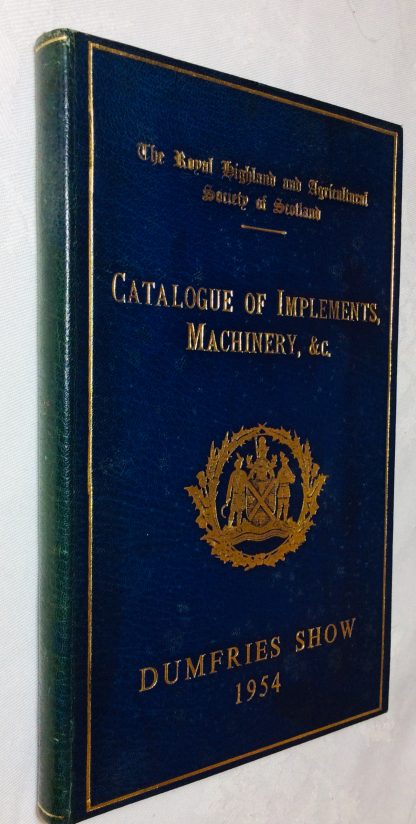 The Royal Highland and Agricultural
Society of Scotland
CATALOGUE OF IMPLEMENTS,
MACHINERY, &C.
DUMFRIES SHOW
1954